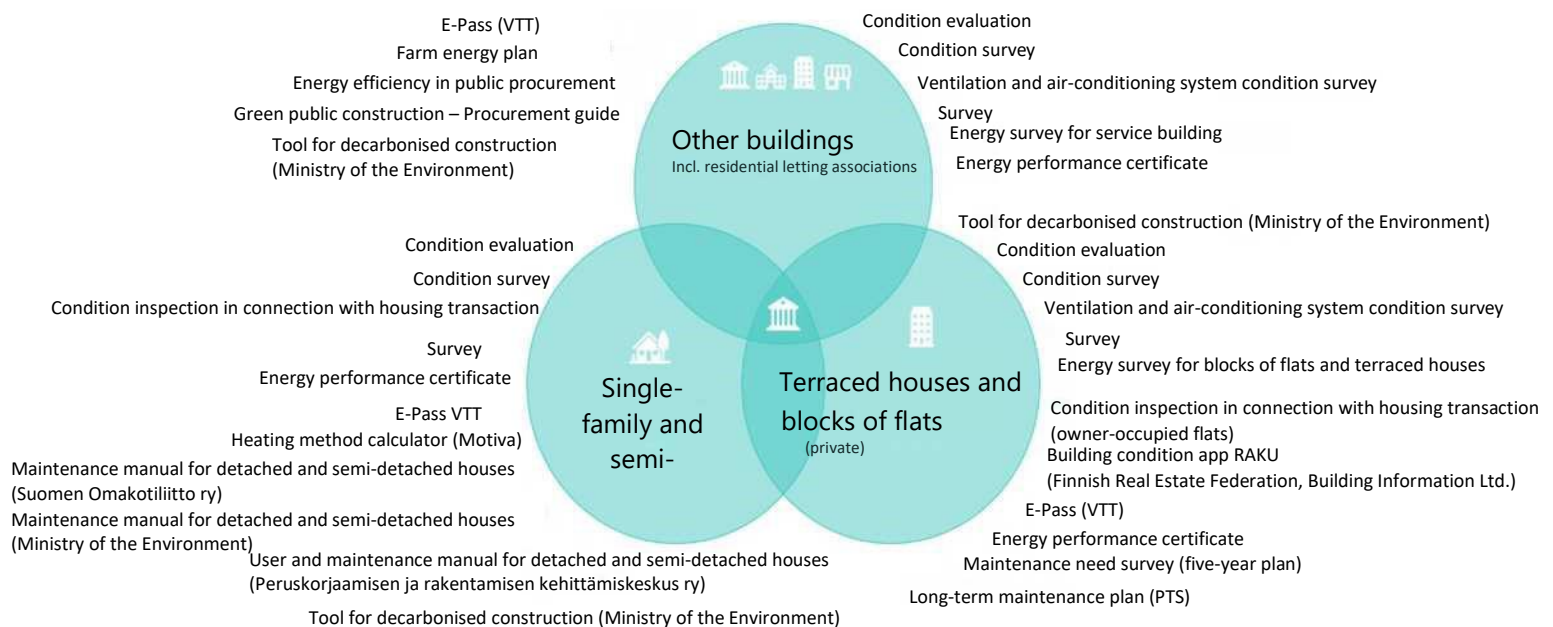 E-Pass (VTT)
Farm energy plan
Energy efficiency in public procurement
Green public construction – Procurement guide
Tool for decarbonised construction
(Ministry of the Environment)
Condition evaluation
Condition survey
Ventilation and air-conditioning system condition survey
Survey
Energy survey for service building
Energy performance certificate
Other buildings
Incl. residential letting associations
Condition evaluation
Condition survey
Condition inspection in connection with housing transaction
Survey
Energy performance certificate
E-Pass VTT
Heating method calculator (Motiva)
Maintenance manual for detached and semi-detached houses
(Suomen Omakotiliitto ry)
Maintenance manual for detached and semi-detached houses
(Ministry of the Environment)
User and maintenance manual for detached and semi-detached houses
(Peruskorjaamisen ja rakentamisen kehittämiskeskus ry)
Tool for decarbonised construction (Ministry of the Environment)
Single-
family and
semi-
Terraced houses and
blocks of flats
(private)
Tool for decarbonised construction (Ministry of the Environment)
Condition evaluation
Condition survey
Ventilation and air-conditioning system condition survey
Survey
Energy survey for blocks of flats and terraced houses
Condition inspection in connection with housing transaction
(owner-occupied flats)
Building condition app RAKU
(Finnish Real Estate Federation, Building Information Ltd.)
E-Pass (VTT)
Energy performance certificate
Maintenance need survey (five-year plan)
Long-term maintenance plan (PTS)